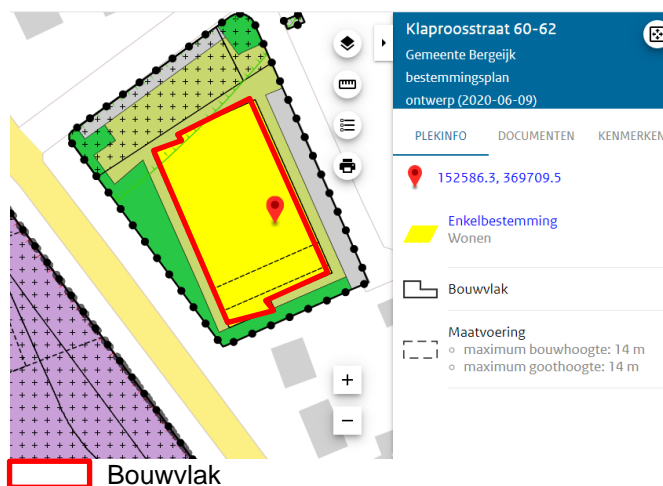 Klaproosstraat 60-62
Gemeente Bergeijk
bestemmingsplan
ontwerp (2020-06-09)
PLEKINFO DOCUMENTEN KENMERKEN
152586.3, 369709.5
Enkelbestemming
Wonen
Bouwvlak
Maatvoering
maximum bouwhoogte: 14 m
maximum goothoogte: 14 m
+
−
Bouwvlak